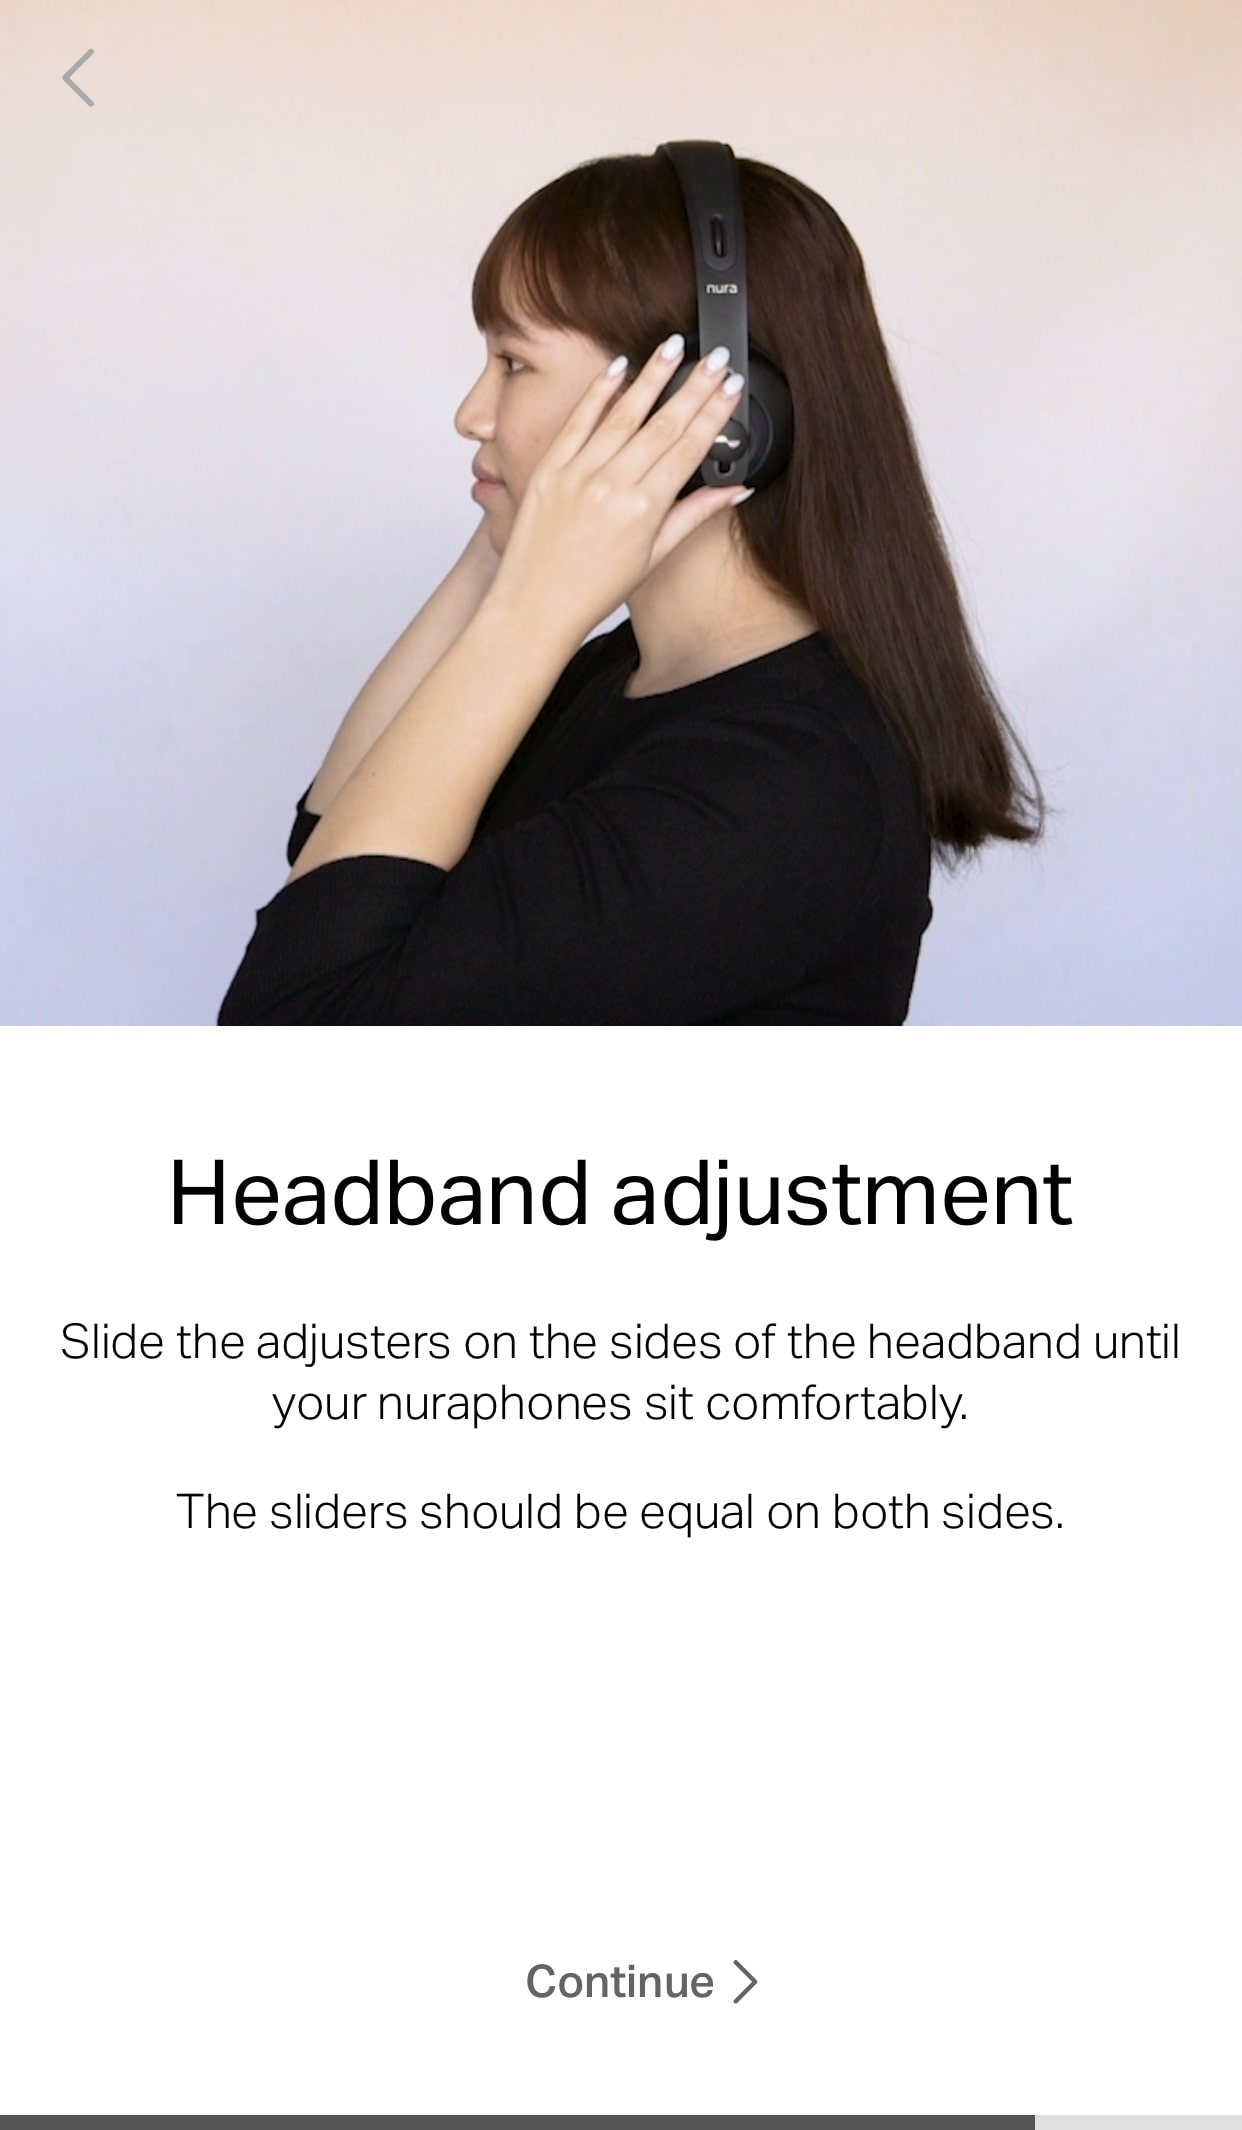 nura
Headband adjustment
Slide the adjusters on the sides of the headband until
your nuraphones sit comfortably.
The sliders should be equal on both sides.
Continue